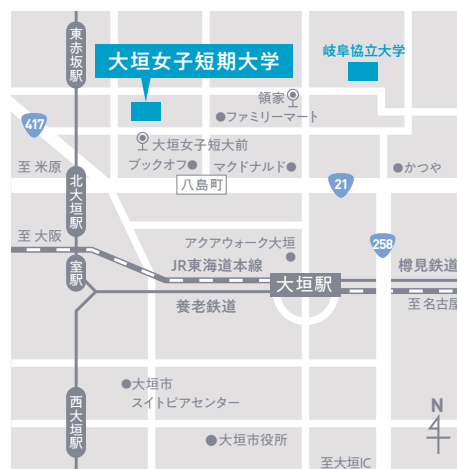 東赤坂駅
大垣女子短期大学
岐阜協立大学
領家
ファミリーマート
417
大垣女子短大前
至 米原
ブックオフ
マクドナルド
かつや
八島町
21
北大垣駅
至 大阪
アクアウォーク大垣
258
室駅
JR東海道本線
大垣駅
樽見鉄道
養老鉄道
至 名古屋
大垣市
スイトピアセンター
西大垣駅
大垣市役所
N
至大垣IC